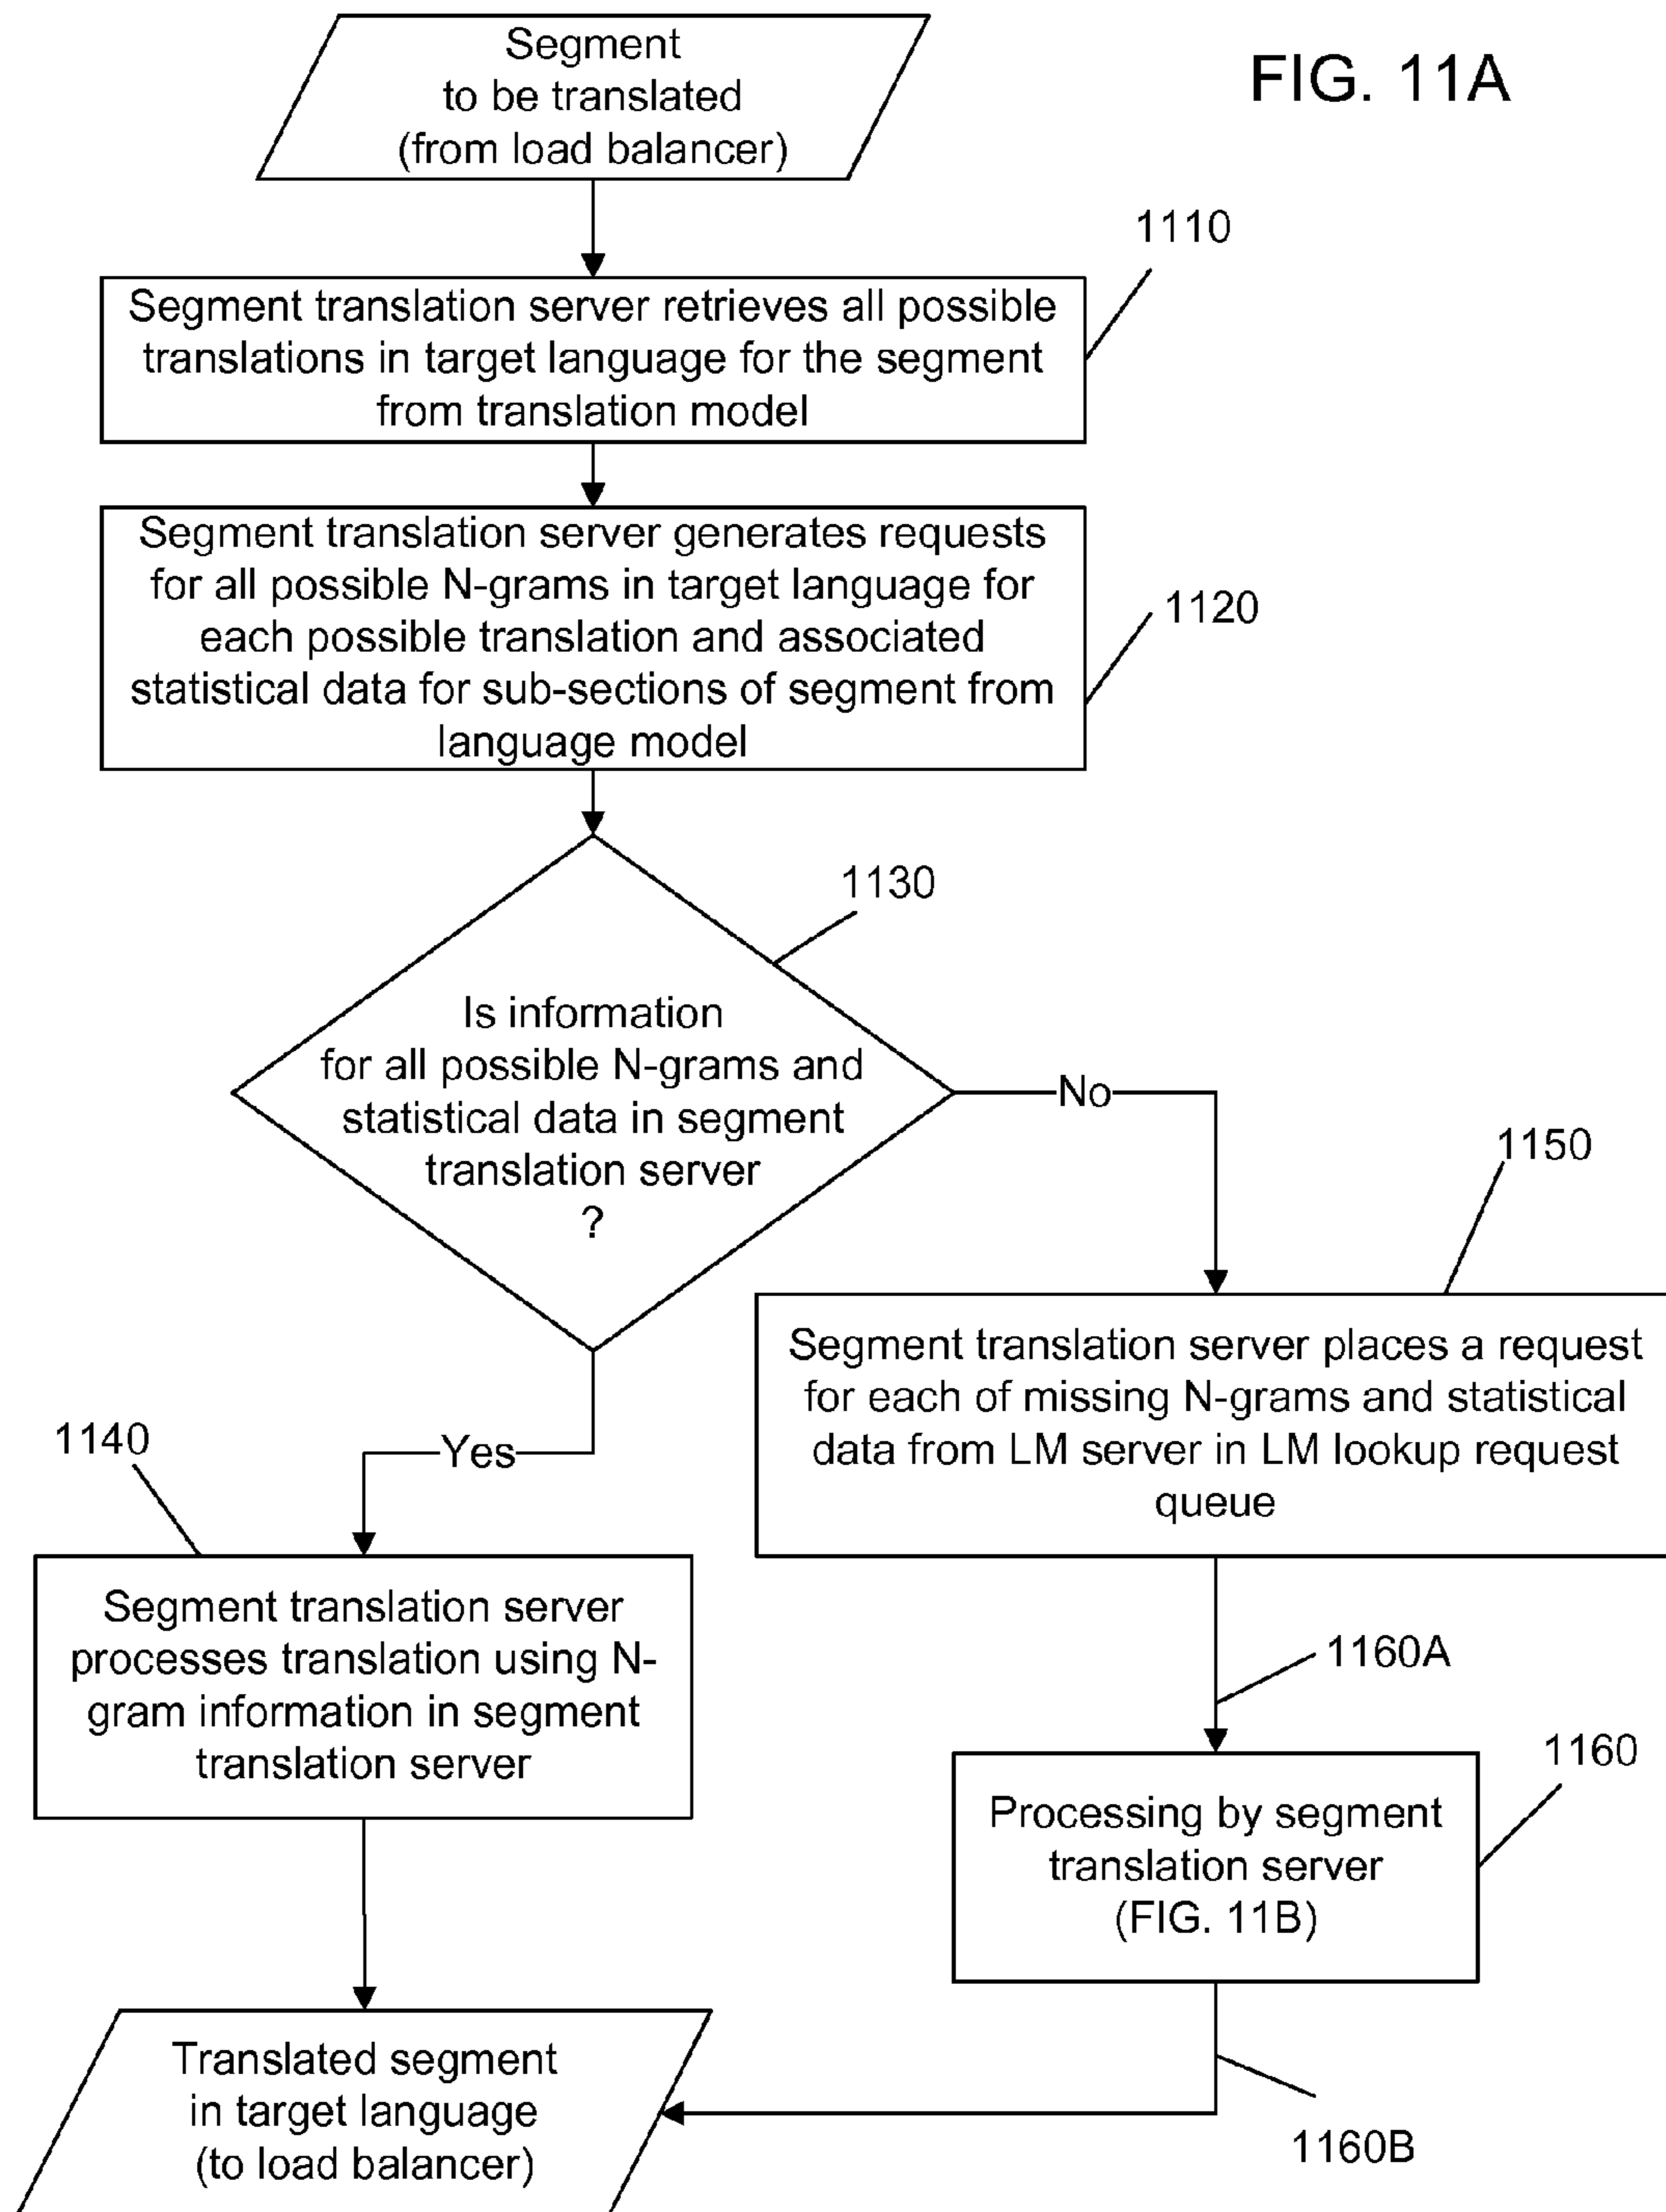 FIG. 11A
Segment
to be translated
(from load balancer)
1110
Segment translation server retrieves all possible
translations in target language for the segment
from translation model
Segment translation server generates requests
for all possible N-grams in target language for
each possible translation and associated
statistical data for sub-sections of segment from
language model
1120
1130
Is information
for all possible N-grams and
statistical data in segment
translation server
?
No
1150
Segment translation server places a request
for each of missing N-grams and statistical
data from LM server in LM lookup request
queue
Yes
1140
Segment translation server
processes translation using N-
gram information in segment
translation server
1160A
1160
Processing by segment
translation server
(FIG. 11B)
Translated segment
in target language
(to load balancer)
1160B